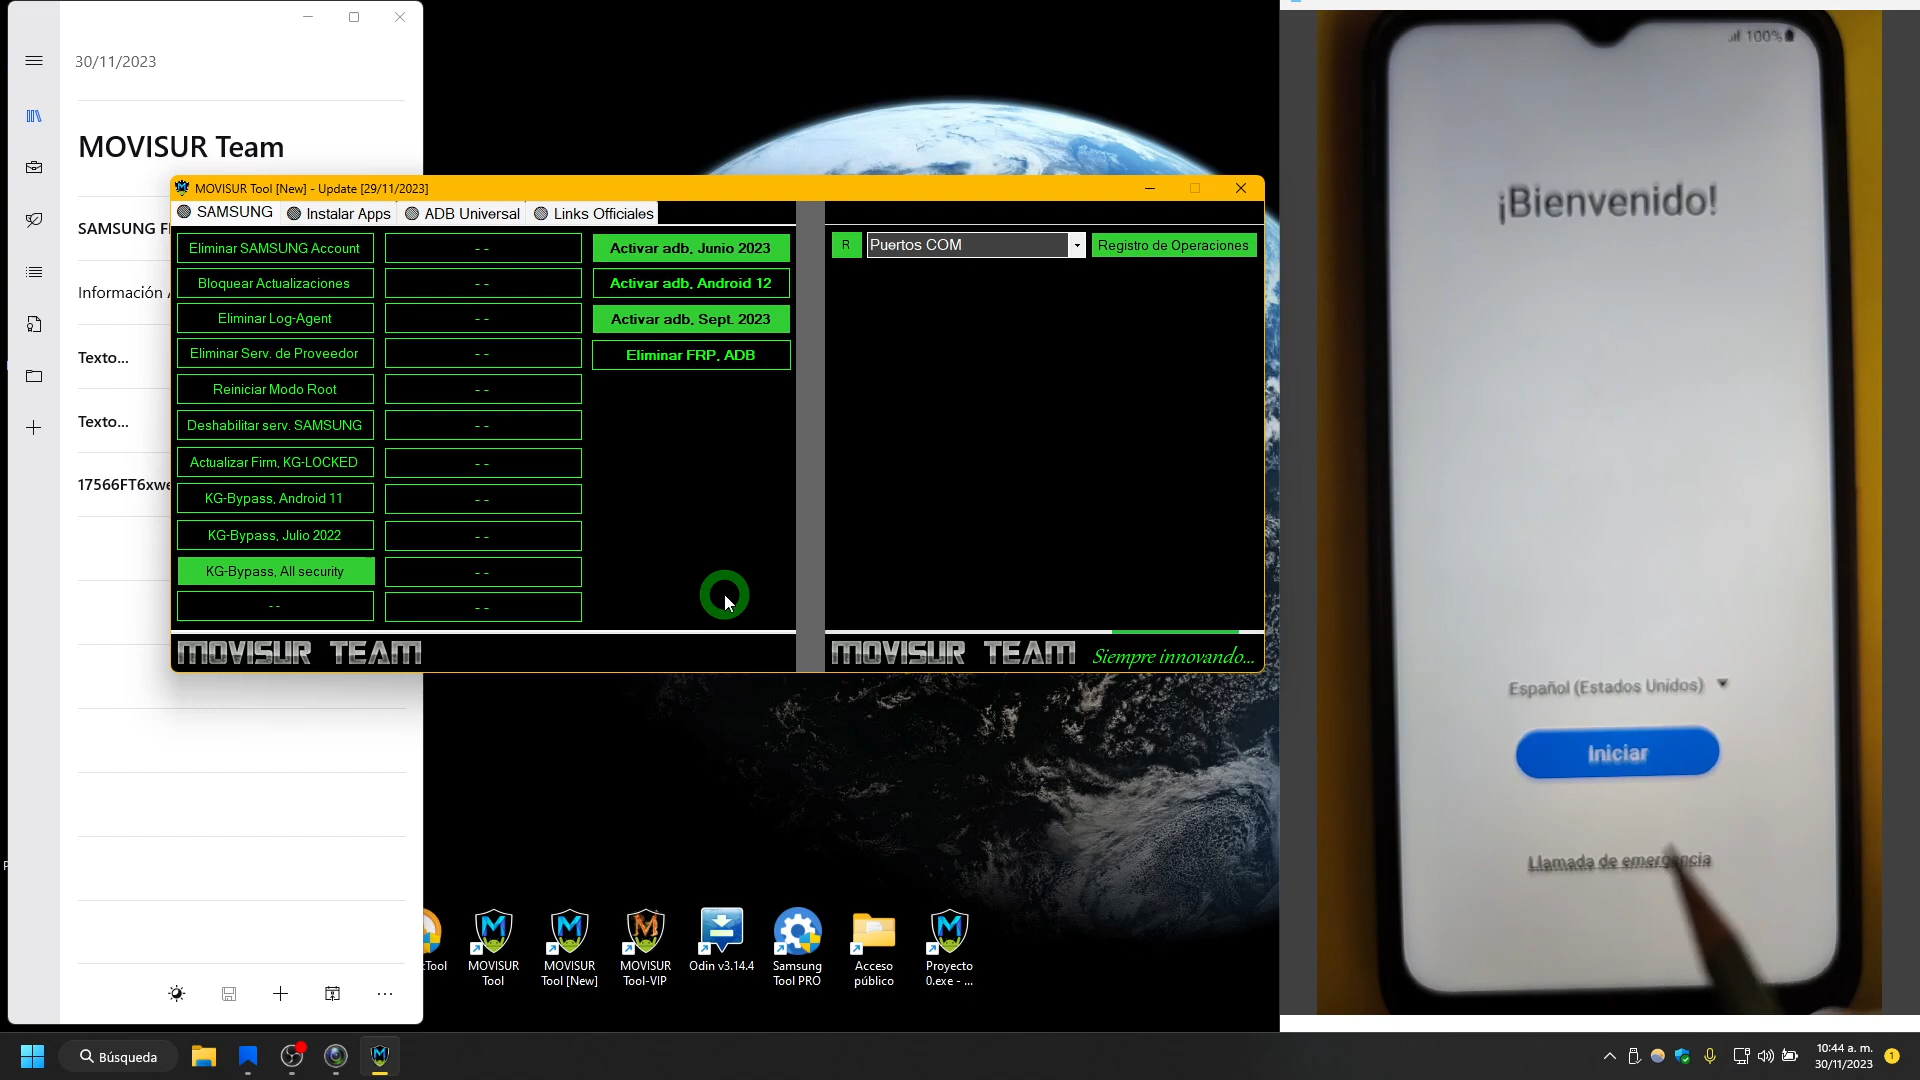 30/11/2023
MOVISUR Team
SAMSUNG
Información
Texto...
Texto...
MOVISUR Tool [New] - Update [29/11/2023]
SAMSUNG
Instalar Apps
ADB Universal
Links Officiales
Eliminar SAMSUNG Account
Bloquear Actualizaciones
Eliminar Log-Agent
Eliminar Serv. de Proveedor
Reiniciar Modo Root
Deshabilitar serv. SAMSUNG
Actualizar Firm, KG-LOCKED
KG-Bypass, Android 11
KG-Bypass, Julio 2022
KG-Bypass, All security
- -
- -
- -
- -
- -
- -
- -
- -
- -
- -
- -
- -
Activar adb, Junio 2023
Activar adb, Android 12
Activar adb, Sept. 2023
Eliminar FRP, ADB
R
Puertos COM
Registro de Operaciones
MOVISUR TEAM
MOVISUR TEAM
Siempre innovando...
100%
¡Bienvenido!
Español (Estados Unidos)
Iniciar
Llamada de emergencia
MOVISUR
Tool
MOVISUR
Tool [New]
MOVISUR
Tool-VIP
Odin v3.14.4
Samsung
Tool PRO
Acceso
público
Proyecto
0.exe - ...
Búsqueda
10:44 a. m.
30/11/2023
1